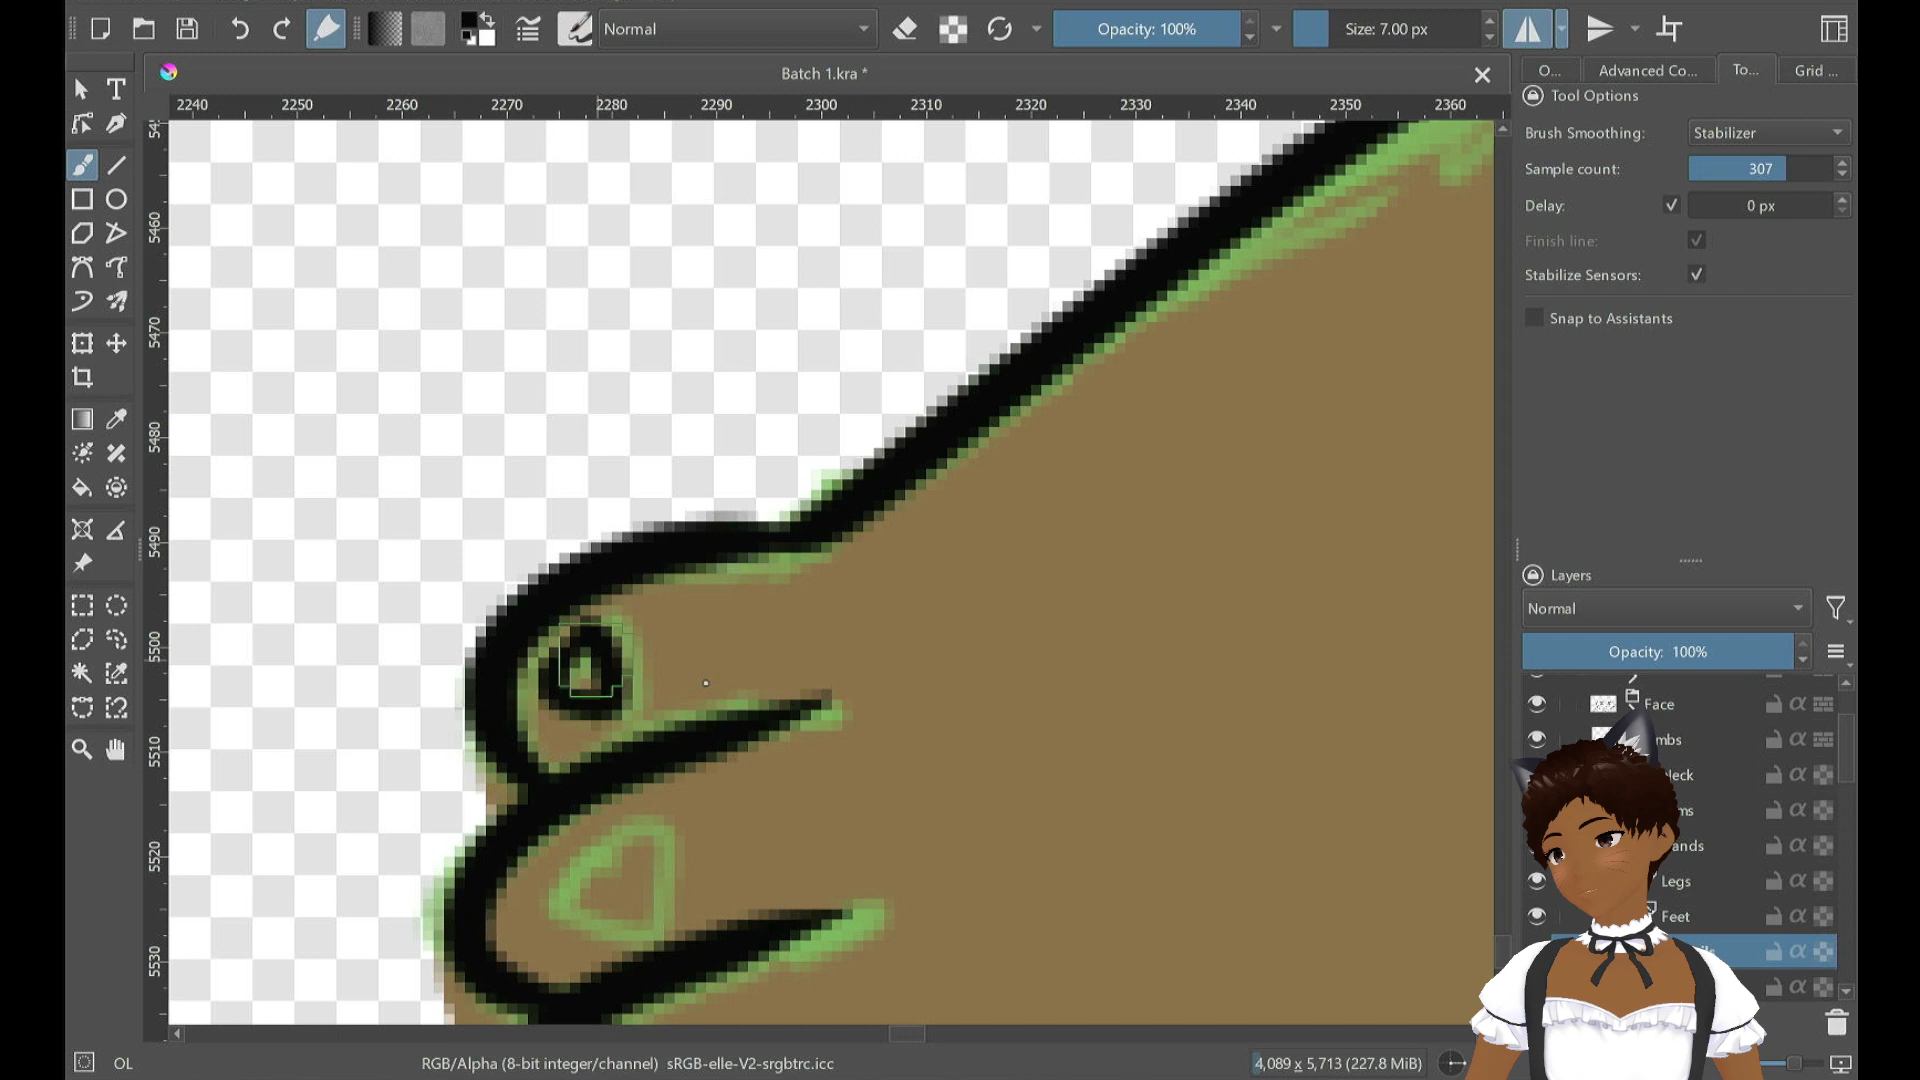 Normal
Opacity: 100%
Size: 7.00 px
Batch 1.kra *
O...
Advanced Co...
To...
Grid ...
2240 2250 2260 2270 2280 2290 2300 2310 2320 2330 2340 2350 2360
Tool Options
Brush Smoothing:
Stabilizer
Sample count:
307
Delay:
0 px
Finish line:
Stabilize Sensors:
Snap to Assistants
5460
5470
5480
5490
5500
5510
5520
5530
Layers
Normal
Opacity: 100%
Face
mbs
Neck
ms
ands
Legs
Feet
OL
RGB/Alpha (8-bit integer/channel) sRGB-elle-V2-srgbtrc.icc
4,089 x 5,713 (227.8 MiB)